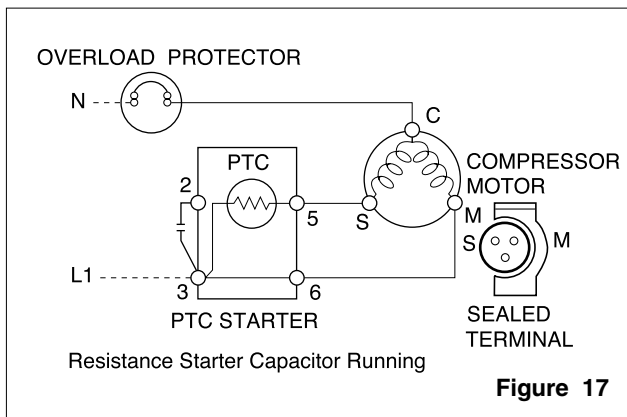 OVERLOAD PROTECTOR
N
C
PTC
COMPRESSOR
MOTOR
2
5
S
M
S
M
L1
3
6
SEALED
TERMINAL
PTC STARTER
Resistance Starter Capacitor Running
Figure 17